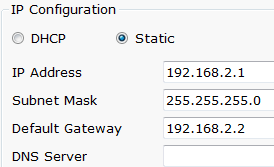 IP Configuration
DHCP Static
IP Address 192.168.2.1
Subnet Mask 255.255.255.0
Default Gateway 192.168.2.2
DNS Server